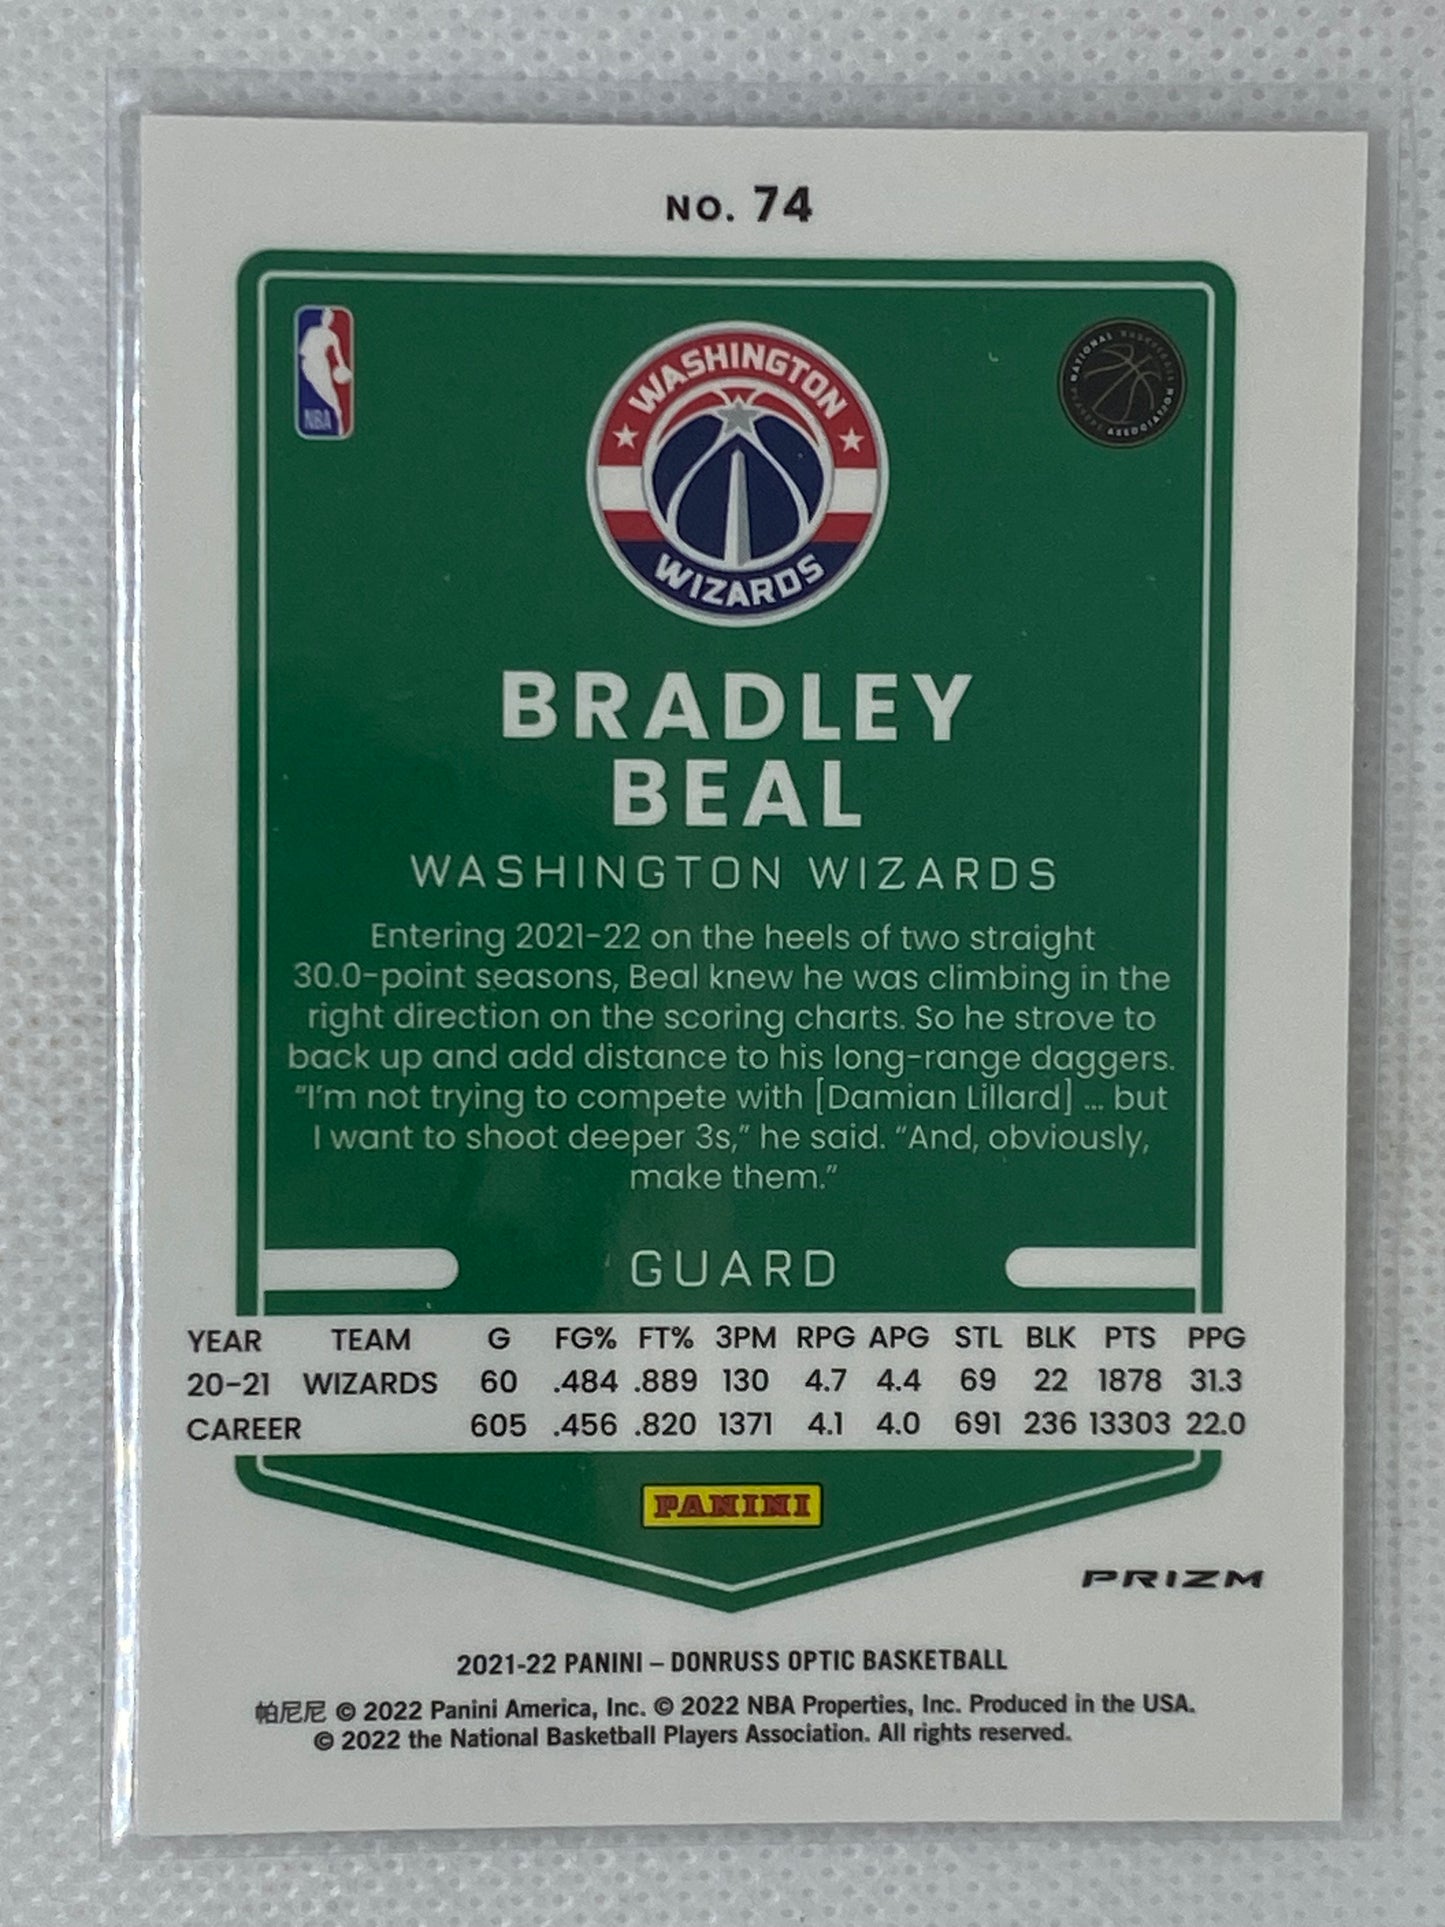 NO. 74
NBA
NATIONAL BASKETBALL
PLAYERS ASSOCIATION
WASHINGTON
WIZARDS
BRADLEY
BEAL
WASHINGTON WIZARDS
Entering 2021-22 on the heels of two straight
30.0-point seasons, Beal knew he was climbing in the
right direction on the scoring charts. So he strove to
back up and add distance to his long-range daggers.
“I’m not trying to compete with [Damian Lillard] ... but
I want to shoot deeper 3s,” he said. “And, obviously,
make them.”
GUARD
YEAR TEAM G FG% FT% 3PM RPG APG STL BLK PTS PPG
20-21 WIZARDS 60 .484 .889 130 4.7 4.4 69 22 1878 31.3
CAREER 605 .456 .820 1371 4.1 4.0 691 236 13303 22.0
PANINI
PRIZM
2021-22 PANINI – DONRUSS OPTIC BASKETBALL
帕尼尼 © 2022 Panini America, Inc. © 2022 NBA Properties, Inc. Produced in the USA.
© 2022 the National Basketball Players Association. All rights reserved.